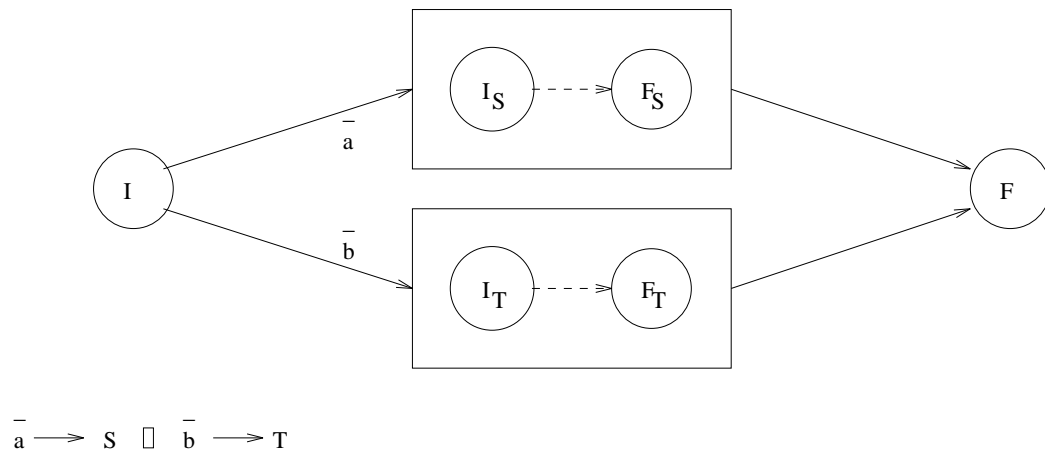 I_S F_S
a̅
I F
b̅
I_T F_T
a̅ ⟶ S ▯ b̅ ⟶ T